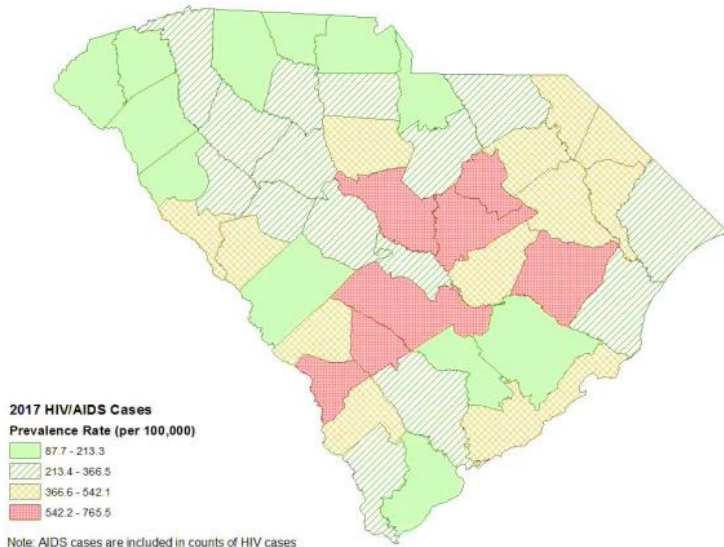 2017 HIV/AIDS Cases
Prevalence Rate (per 100,000)
87.7 - 213.3
213.4 - 366.5
366.6 - 542.1
542.2 - 765.5
Note: AIDS cases are included in counts of HIV cases